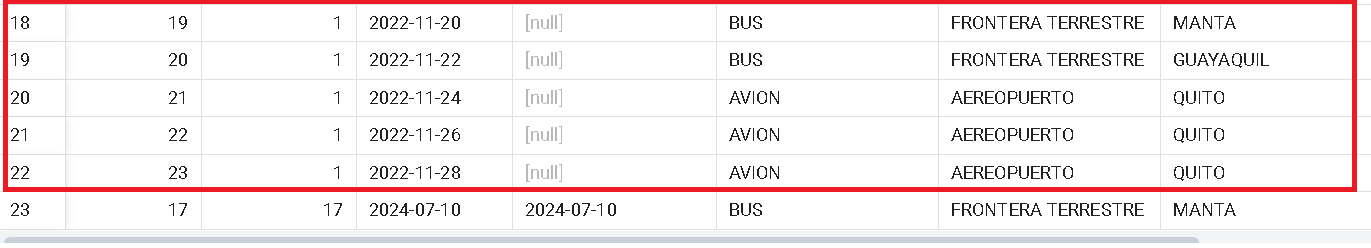 18 19 1 2022-11-20 [null] BUS FRONTERA TERRESTRE MANTA
19 20 1 2022-11-22 [null] BUS FRONTERA TERRESTRE GUAYAQUIL
20 21 1 2022-11-24 [null] AVION AEREOPUERTO QUITO
21 22 1 2022-11-26 [null] AVION AEREOPUERTO QUITO
22 23 1 2022-11-28 [null] AVION AEREOPUERTO QUITO
23 17 17 2024-07-10 2024-07-10 BUS FRONTERA TERRESTRE MANTA